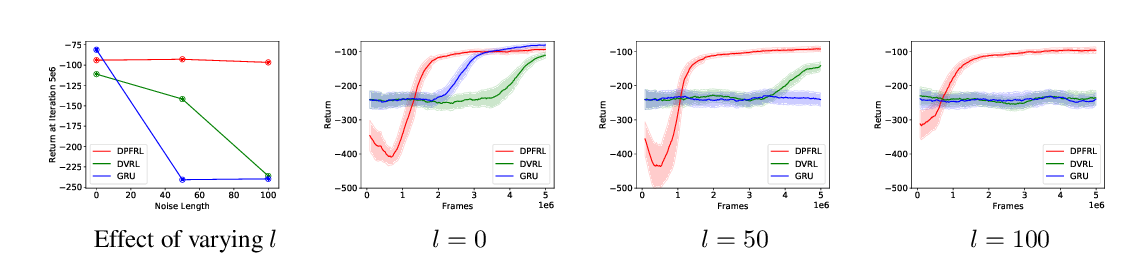 Return at Iteration 5e6
−75
−100
−125
−150
−175
−200
−225
−250
0 20 40 60 80 100
Noise Length
DPFRL
DVRL
GRU
Effect of varying l
Return
−100
−200
−300
−400
−500
0 1 2 3 4 5
1e6
Frames
DPFRL
DVRL
GRU
l = 0
Return
−100
−200
−300
−400
−500
0 1 2 3 4 5
1e6
Frames
DPFRL
DVRL
GRU
l = 50
Return
−100
−200
−300
−400
−500
0 1 2 3 4 5
1e6
Frames
DPFRL
DVRL
GRU
l = 100